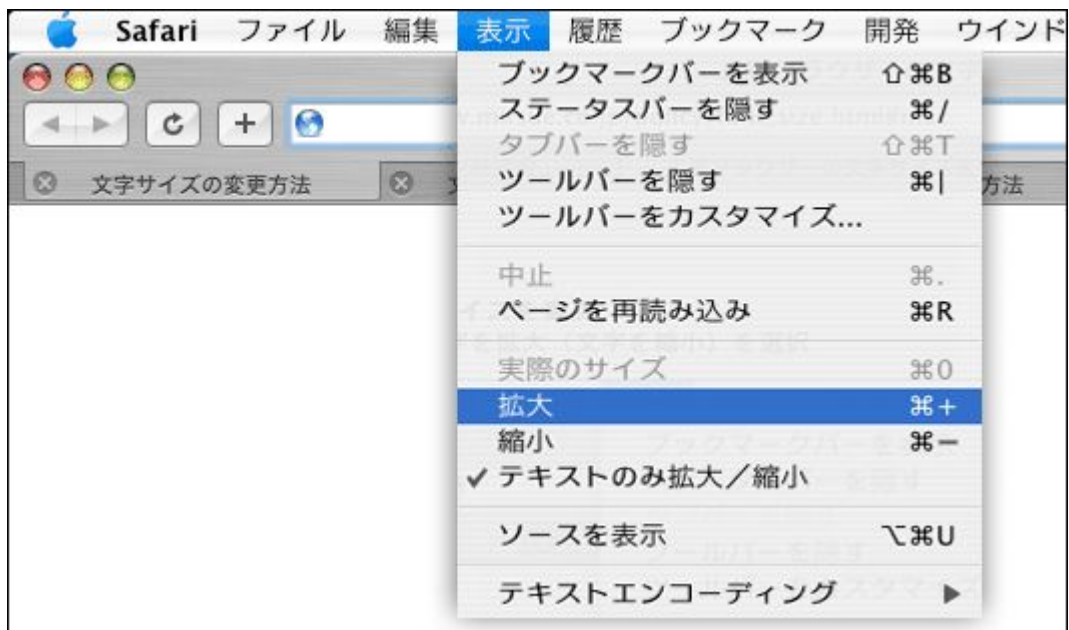 Safari ファイル 編集 表示 履歴 ブックマーク 開発 ウインド
ブックマークバーを表示 ⇧⌘B
ステータスバーを隠す ⌘/
タブバーを隠す ⇧⌘T
文字サイズの変更方法
ツールバーを隠す ⌘|
方法
ツールバーをカスタマイズ...
中止 ⌘.
ページを再読み込み ⌘R
実際のサイズ ⌘0
拡大 ⌘+
縮小 ⌘−
✓ テキストのみ拡大／縮小
ソースを表示 ⌥⌘U
テキストエンコーディング ▶